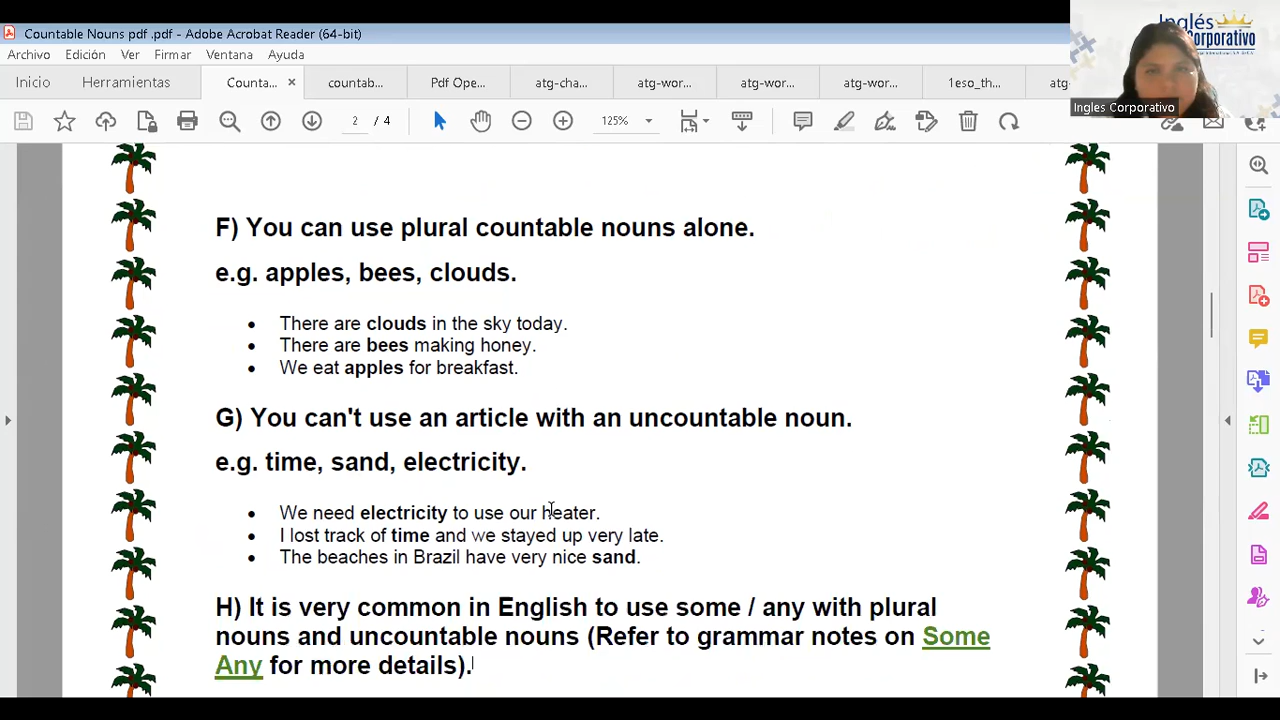 Countable Nouns pdf .pdf - Adobe Acrobat Reader (64-bit)
Archivo Edición Ver Firmar Ventana Ayuda
Inicio Herramientas Counta... × countab... Pdf Ope... atg-cha... atg-wor... atg-wor... atg-wor... 1eso_th...
2 / 4 125%
Inglés
Corporativo
Ingles Corporativo
F) You can use plural countable nouns alone.
e.g. apples, bees, clouds.
• There are clouds in the sky today.
• There are bees making honey.
• We eat apples for breakfast.
G) You can't use an article with an uncountable noun.
e.g. time, sand, electricity.
• We need electricity to use our heater.
• I lost track of time and we stayed up very late.
• The beaches in Brazil have very nice sand.
H) It is very common in English to use some / any with plural
nouns and uncountable nouns (Refer to grammar notes on Some
Any for more details).